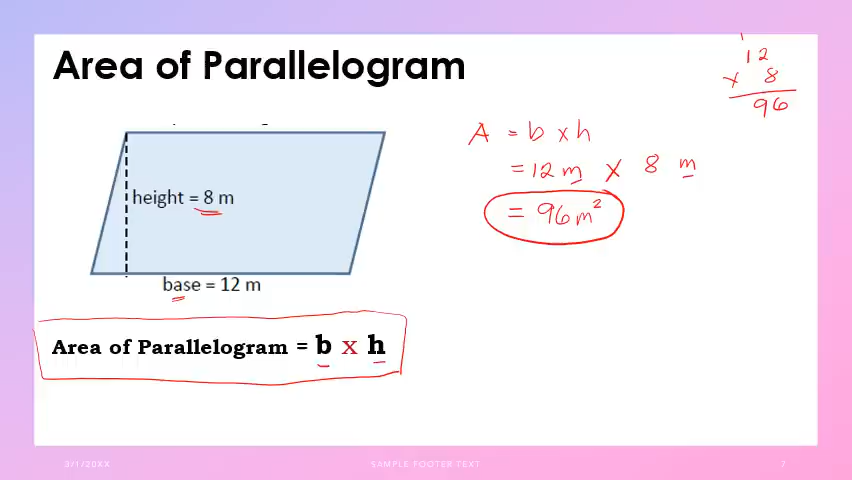 Area of Parallelogram
1
12
x 8
96
A = b x h
= 12 m x 8 m
= 96 m²
height = 8 m
base = 12 m
Area of Parallelogram = b x h
3/1/20XX
SAMPLE FOOTER TEXT
7